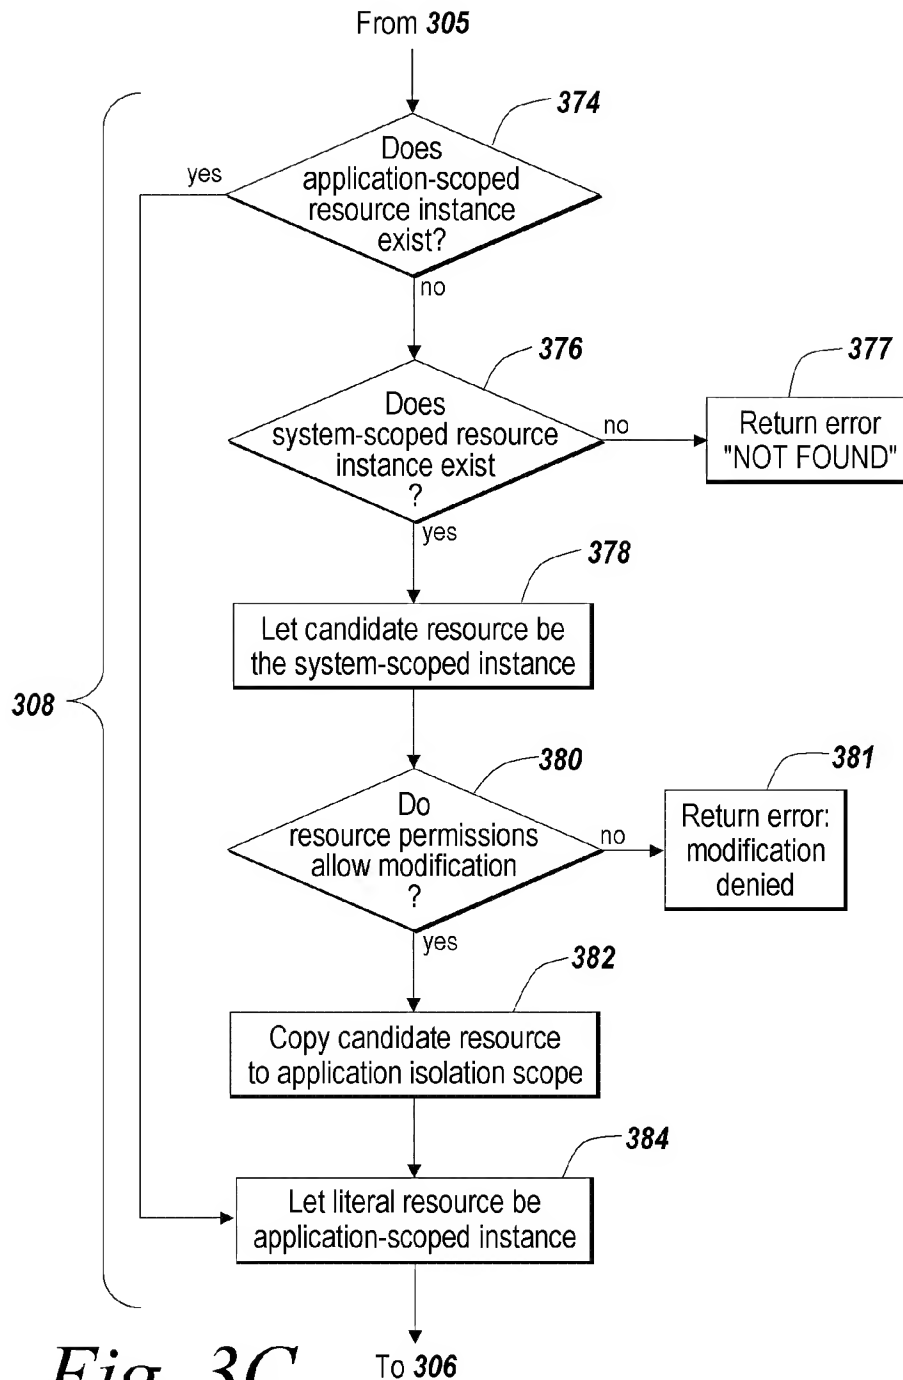 From 305
374
Does
application-scoped
resource instance
exist?
yes
no
376
Does
system-scoped resource
instance exist
?
no
377
Return error
"NOT FOUND"
yes
378
Let candidate resource be
the system-scoped instance
308
380
Do
resource permissions
allow modification
?
no
381
Return error:
modification
denied
yes
382
Copy candidate resource
to application isolation scope
384
Let literal resource be
application-scoped instance
To 306
Fig. 3C